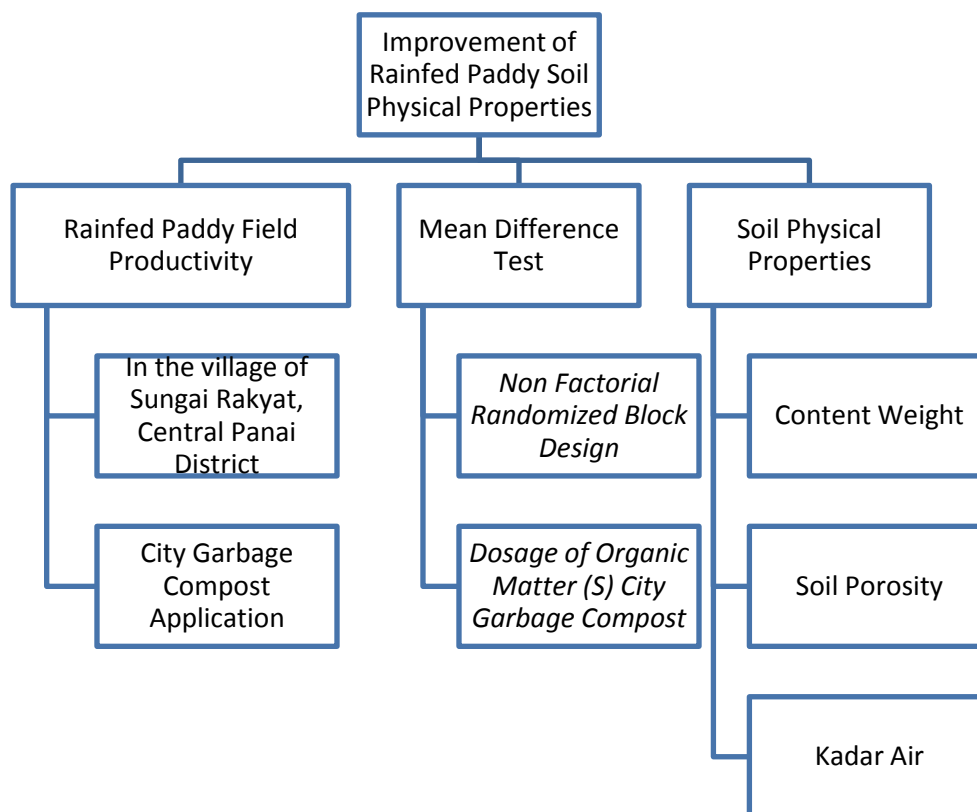 Improvement of
Rainfed Paddy Soil
Physical Properties
Rainfed Paddy Field
Productivity
Mean Difference
Test
Soil Physical
Properties
In the village of
Sungai Rakyat,
Central Panai
District
Non Factorial
Randomized Block
Design
Content Weight
City Garbage
Compost
Application
Dosage of Organic
Matter (S) City
Garbage Compost
Soil Porosity
Kadar Air